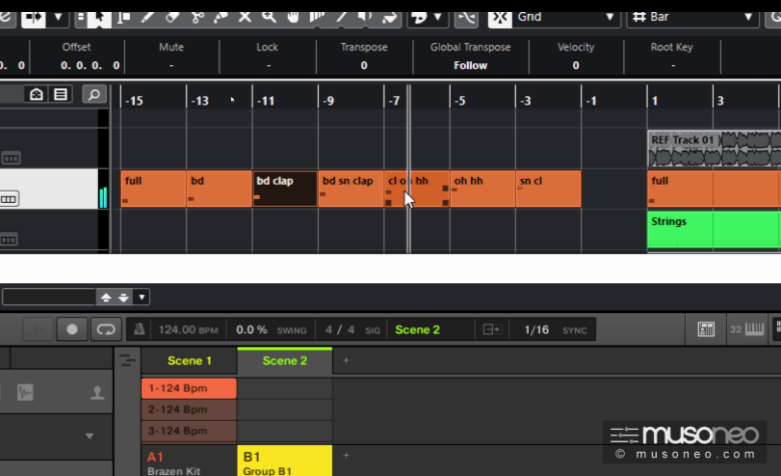 Grid
Bar
Offset Mute Lock Transpose Global Transpose Velocity Root Key
0. 0 0. 0. 0. 0 - - 0 Follow 0 -
-15 -13 -11 -9 -7 -5 -3 -1 1 3
REF Track 01
full bd bd clap bd sn clap cl oh hh oh hh sn cl full
Strings
124.00 BPM 0.0 % SWING 4 / 4 SIG Scene 2 1/16 SYNC 32
Scene 1 Scene 2 +
1-124 Bpm
2-124 Bpm
3-124 Bpm
A1 B1 +
Brazen Kit Group B1
musoneo
© musoneo.com